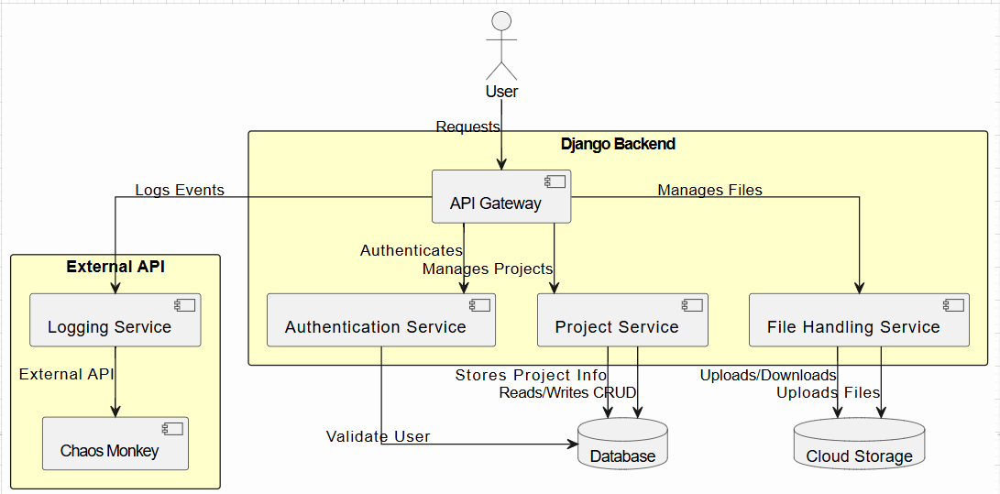 User
Requests
Django Backend
API Gateway
Logs Events
Manages Files
Authenticates
Manages Projects
External API
Logging Service
Authentication Service
Project Service
File Handling Service
External API
Stores Project Info
Reads/Writes CRUD
Uploads/Downloads
Uploads Files
Validate User
Chaos Monkey
Database
Cloud Storage